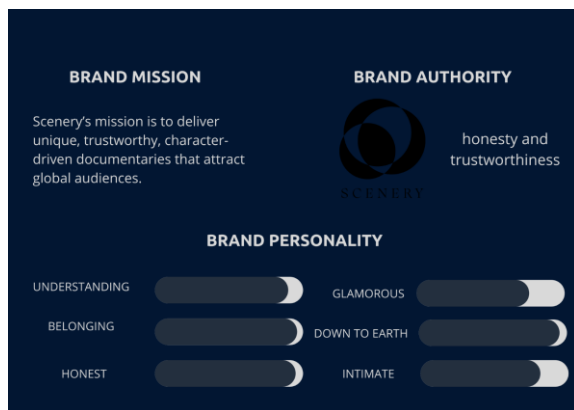 BRAND MISSION
Scenery's mission is to deliver
unique, trustworthy, character-
driven documentaries that attract
global audiences.
BRAND AUTHORITY
SCENERY
honesty and
trustworthiness
BRAND PERSONALITY
UNDERSTANDING
GLAMOROUS
BELONGING
DOWN TO EARTH
HONEST
INTIMATE